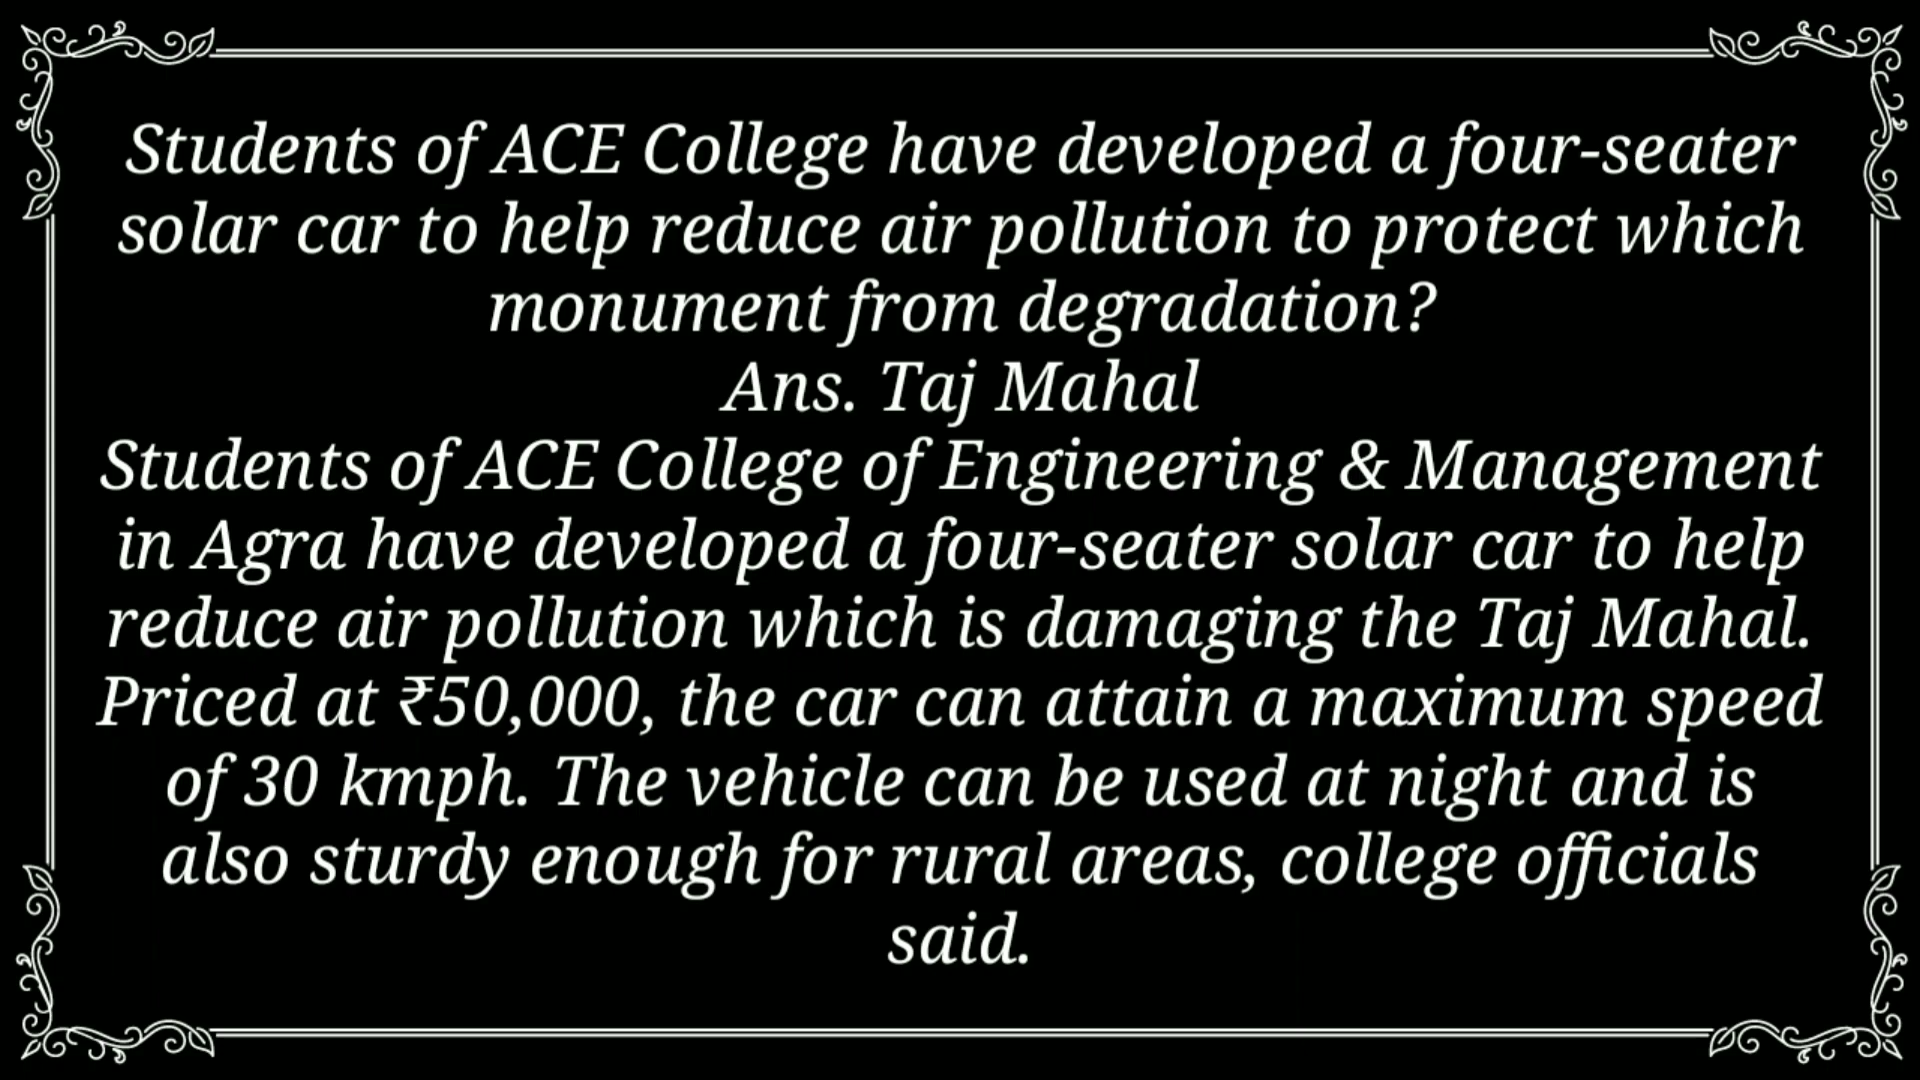 Students of ACE College have developed a four-seater
solar car to help reduce air pollution to protect which
monument from degradation?
Ans. Taj Mahal
Students of ACE College of Engineering & Management
in Agra have developed a four-seater solar car to help
reduce air pollution which is damaging the Taj Mahal.
Priced at ₹50,000, the car can attain a maximum speed
of 30 kmph. The vehicle can be used at night and is
also sturdy enough for rural areas, college officials
said.